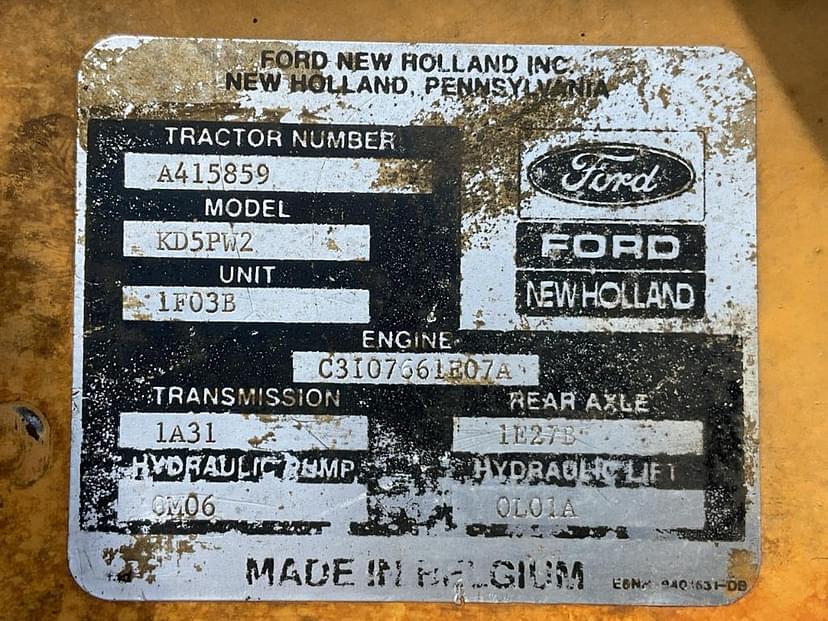 FORD NEW HOLLAND INC.
NEW HOLLAND, PENNSYLVANIA
TRACTOR NUMBER
A415859
MODEL
KD5PW2
UNIT
1F03B
Ford
FORD
NEW HOLLAND
ENGINE
C3I07661E07A
TRANSMISSION
1A31
REAR AXLE
1E27B
HYDRAULIC PUMP
0M06
HYDRAULIC LIFT
0L01A
MADE IN BELGIUM